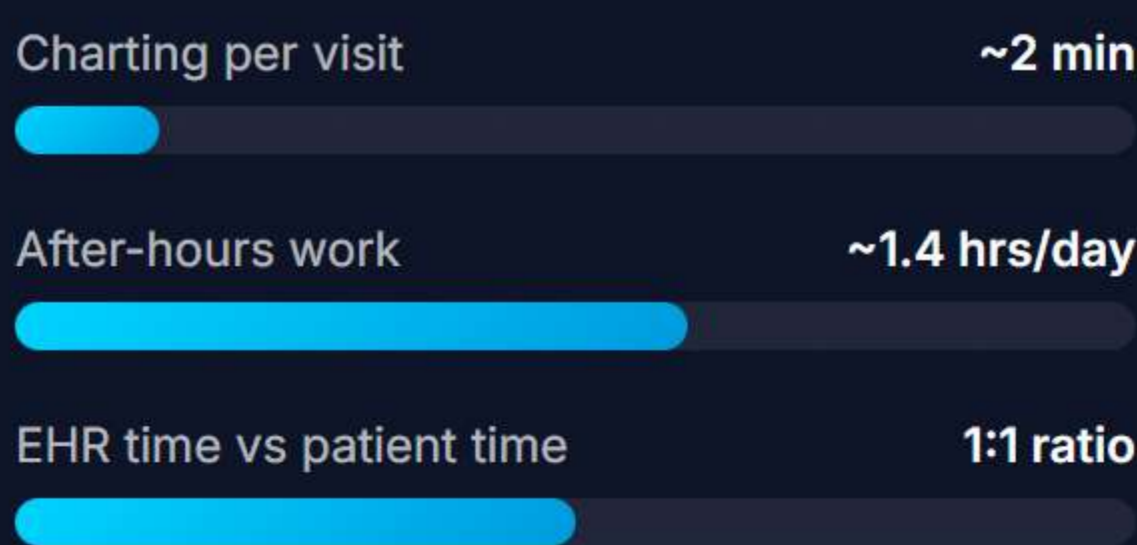 Charting per visit ~2 min
After-hours work ~1.4 hrs/day
EHR time vs patient time 1:1 ratio